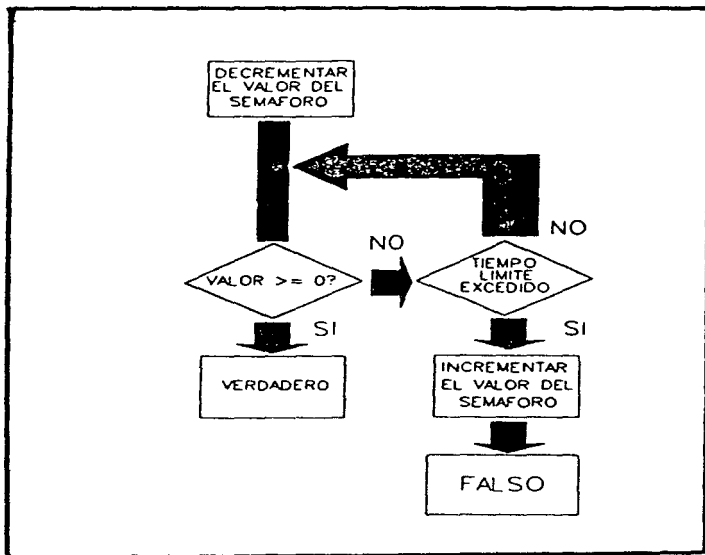 DECREMENTAR
EL VALOR DEL
SEMAFORO
NO
NO
VALOR >= 0?
TIEMPO
LIMITE
EXCEDIDO
SI
SI
VERDADERO
INCREMENTAR
EL VALOR DEL
SEMAFORO
FALSO